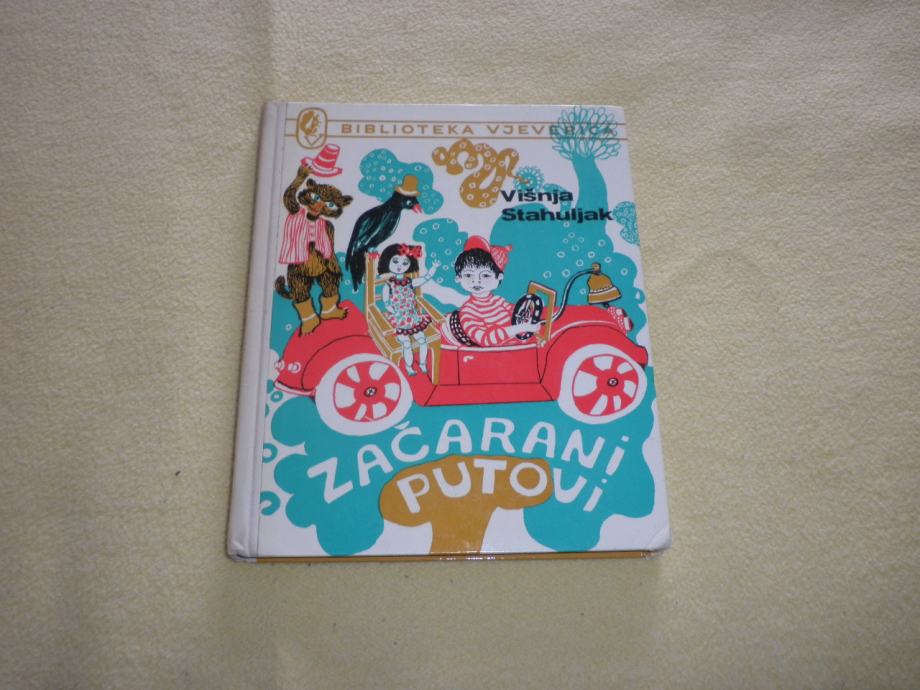 BIBLIOTEKA VJEVERICA
Višnja
Stahuljak
ZAČARANi
PUTOVi